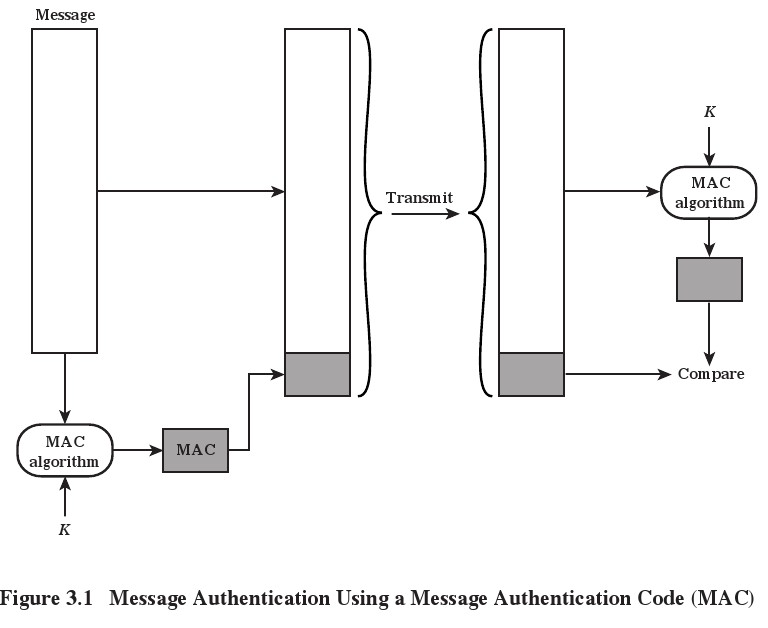 Message
K
MAC
algorithm
Transmit
Compare
MAC
algorithm
MAC
K
Figure 3.1 Message Authentication Using a Message Authentication Code (MAC)